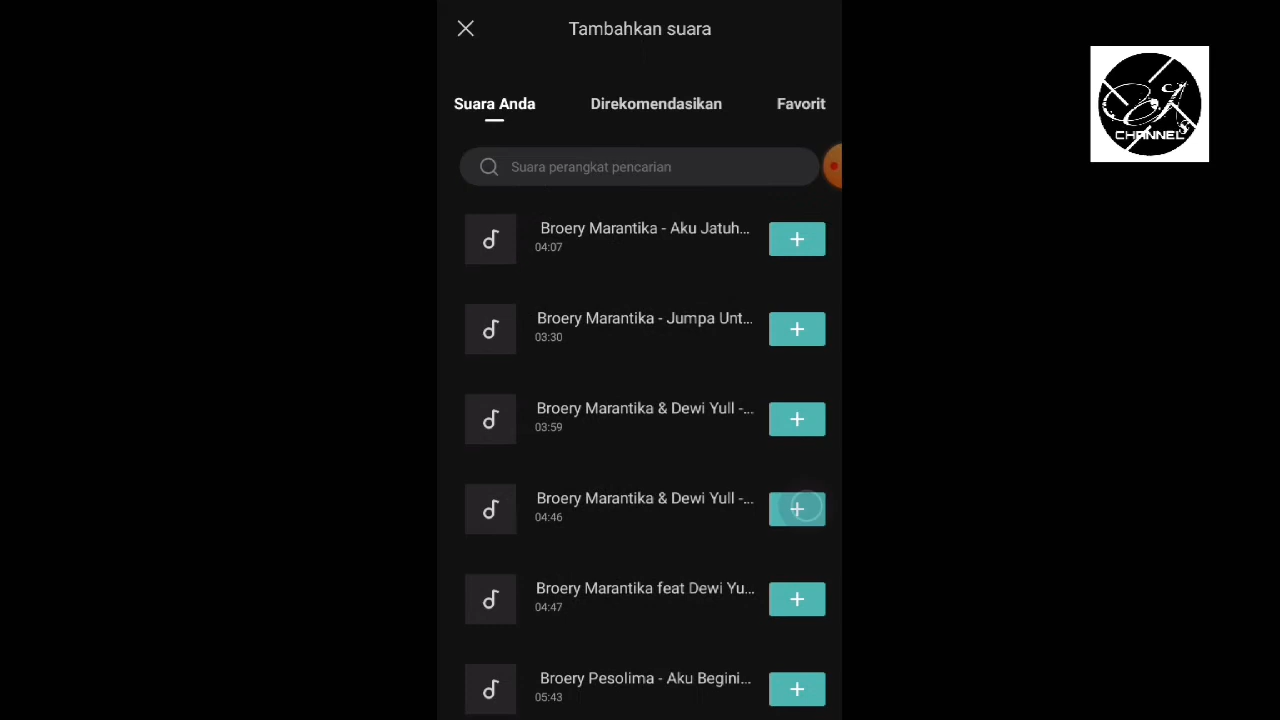 Tambahkan suara
Suara Anda
Direkomendasikan
Favorit
Suara perangkat pencarian
Broery Marantika - Aku Jatuh...
04:07
Broery Marantika - Jumpa Unt...
03:30
Broery Marantika & Dewi Yull -...
03:59
Broery Marantika & Dewi Yull -...
04:46
Broery Marantika feat Dewi Yu...
04:47
Broery Pesolima - Aku Begini...
05:43
CHANNEL